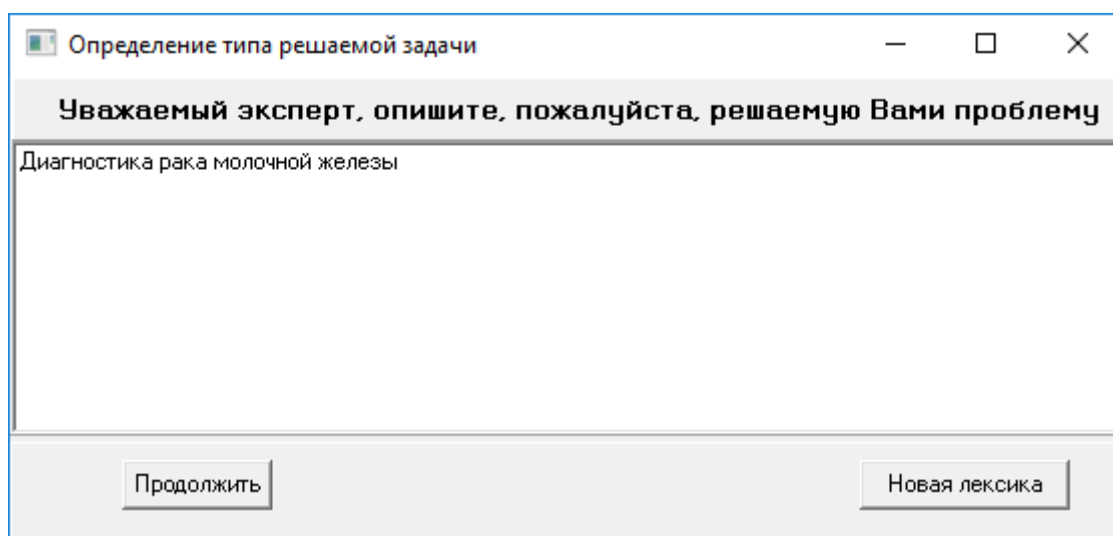 Определение типа решаемой задачи
Уважаемый эксперт, опишите, пожалуйста, решаемую Вами проблему
Диагностика рака молочной железы
Продолжить
Новая лексика